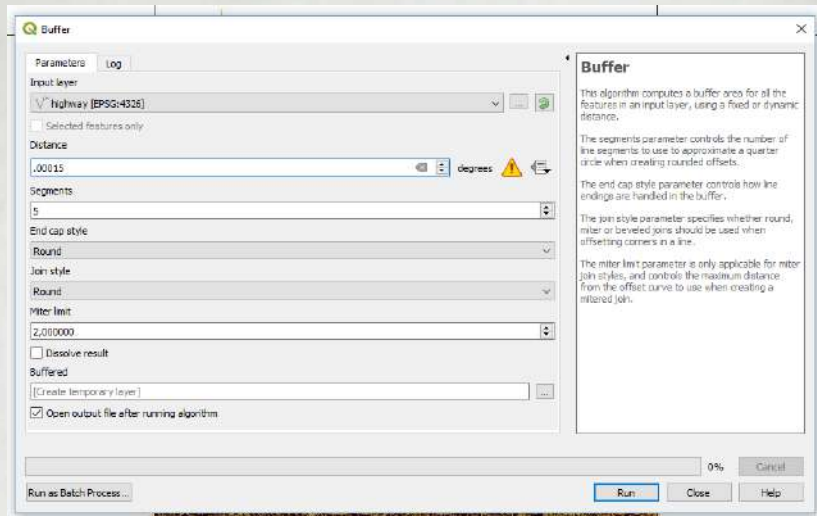 Buffer
Parameters
Log
Input layer
highway [EPSG:4326]
Selected features only
Distance
.00015
degrees
Segments
5
End cap style
Round
Join style
Round
Miter limit
2,000000
Dissolve result
Buffered
[Create temporary layer]
Open output file after running algorithm
Buffer
This algorithm computes a buffer area for all the
features in an input layer, using a fixed or dynamic
distance.
The segments parameter controls the number of
line segments to use to approximate a quarter
circle when creating rounded offsets.
The end cap style parameter controls how line
endings are handled in the buffer.
The join style parameter specifies whether round,
miter or beveled joins should be used when
offsetting corners in a line.
The miter limit parameter is only applicable for miter
join styles, and controls the maximum distance
from the offset curve to use when creating a
mitered join.
0%
Cancel
Run as Batch Process...
Run
Close
Help